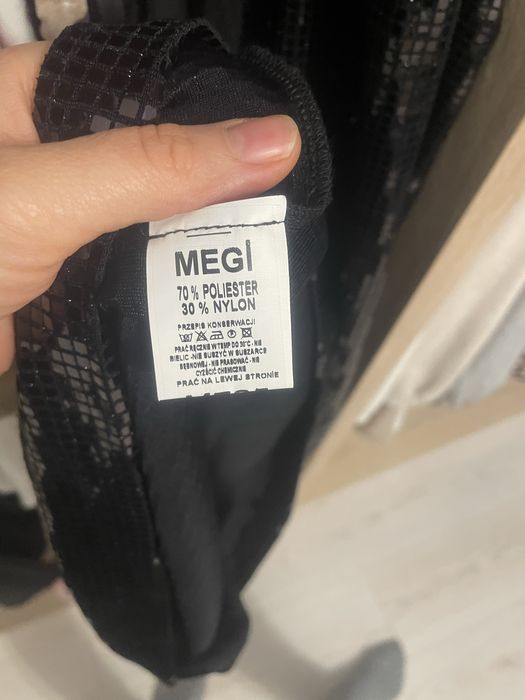 MEGI
70 % POLIESTER
30 % NYLON
PRZEPIS KONSERWACJI
PRAĆ RĘCZNIE W TEMP DO 30°C - NIE
BIELIC - NIE SUSZYĆ W SUSZARCE
BĘBNOWEJ - NIE PRASOWAĆ - NIE
CZYŚCIĆ CHEMICZNIE
PRAĆ NA LEWEJ STRONIE